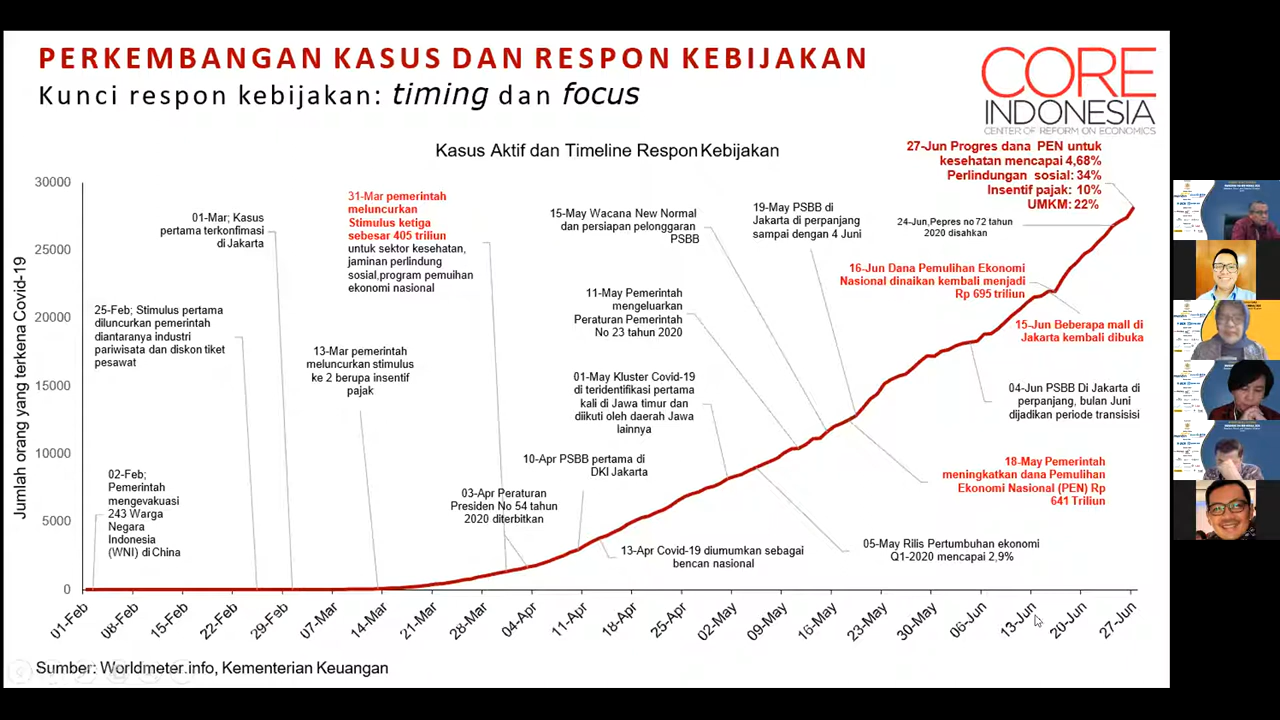 PERKEMBANGAN KASUS DAN RESPON KEBIJAKAN
Kunci respon kebijakan: timing dan focus
CORE
INDONESIA
CENTER OF REFORM ON ECONOMICS
Kasus Aktif dan Timeline Respon Kebijakan
Jumlah orang yang terkena Covid-19
30000
25000
20000
15000
10000
5000
0
02-Feb;
Pemerintah
mengevakuasi
243 Warga
Negara
Indonesia
(WNI) di China
25-Feb; Stimulus pertama
diluncurkan pemerintah
diantaranya industri
pariwisata dan diskon tiket
pesawat
01-Mar; Kasus
pertama terkonfimasi
di Jakarta
13-Mar pemerintah
meluncurkan stimulus
ke 2 berupa insentif
pajak
31-Mar pemerintah
meluncurkan
Stimulus ketiga
sebesar 405 triliun
untuk sektor kesehatan,
jaminan perlindung
sosial,program pemuihan
ekonomi nasional
03-Apr Peraturan
Presiden No 54 tahun
2020 diterbitkan
10-Apr PSBB pertama di
DKI Jakarta
13-Apr Covid-19 diumumkan sebagai
bencan nasional
01-May Kluster Covid-19
di teridentifikasi pertama
kali di Jawa timur dan
diikuti oleh daerah Jawa
lainnya
05-May Rilis Pertumbuhan ekonomi
Q1-2020 mencapai 2,9%
11-May Pemerintah
mengeluarkan
Peraturan Pemerintah
No 23 tahun 2020
15-May Wacana New Normal
dan persiapan pelonggaran
PSBB
18-May Pemerintah
meningkatkan dana Pemulihan
Ekonomi Nasional (PEN) Rp
641 Triliun
19-May PSBB di
Jakarta di perpanjang
sampai dengan 4 Juni
04-Jun PSBB Di Jakarta di
perpanjang, bulan Juni
dijadikan periode transisisi
15-Jun Beberapa mall di
Jakarta kembali dibuka
16-Jun Dana Pemulihan Ekonomi
Nasional dinaikan kembali menjadi
Rp 695 triliun
24-Jun,Pepres no 72 tahun
2020 disahkan
27-Jun Progres dana PEN untuk
kesehatan mencapai 4,68%
Perlindungan sosial: 34%
Insentif pajak: 10%
UMKM: 22%
01-Feb
08-Feb
15-Feb
22-Feb
29-Feb
07-Mar
14-Mar
21-Mar
28-Mar
04-Apr
11-Apr
18-Apr
25-Apr
02-May
09-May
16-May
23-May
30-May
06-Jun
13-Jun
20-Jun
27-Jun
Sumber: Worldmeter.info, Kementerian Keuangan